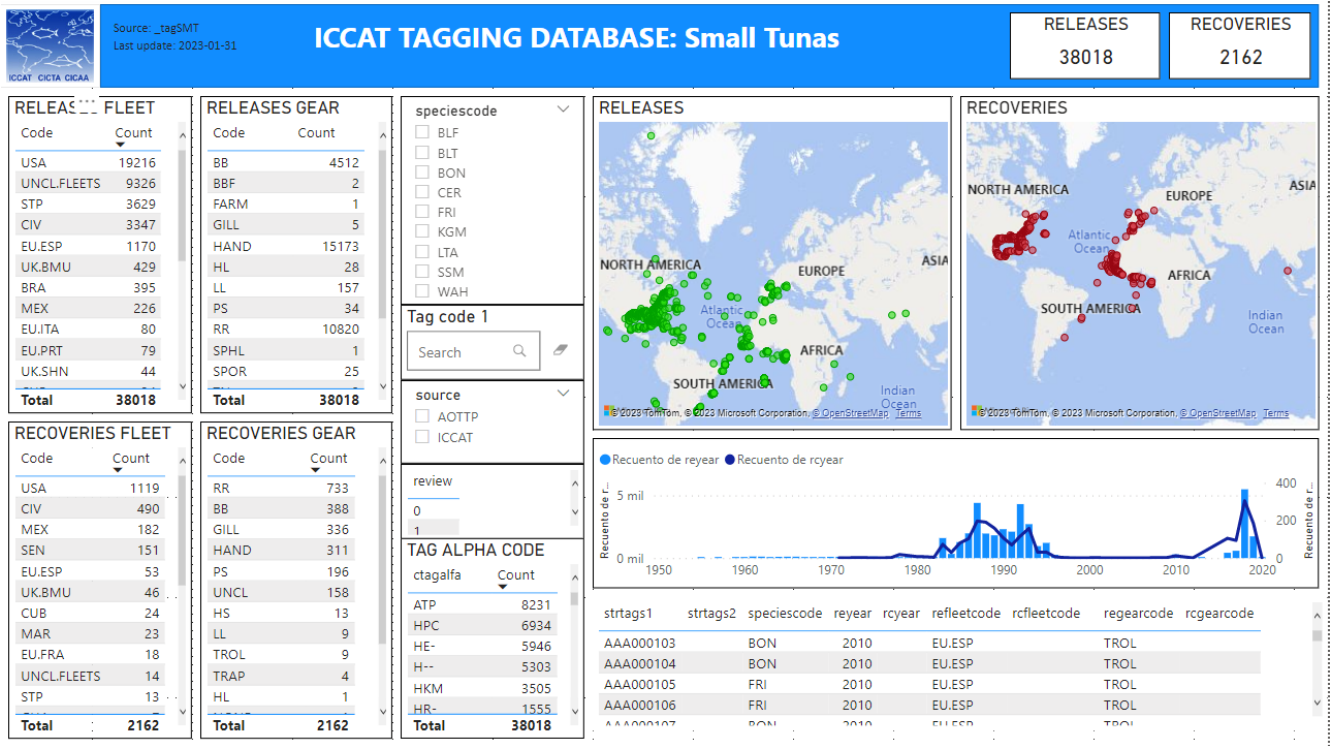 ICCAT CICTA CICAA
Source: _tagSMT
Last update: 2023-01-31
ICCAT TAGGING DATABASE: Small Tunas
RELEASES
38018
RECOVERIES
2162
FLEET
Code Count
USA 19216
UNCL.FLEETS 9326
STP 3629
CIV 3347
EU.ESP 1170
UK.BMU 429
BRA 395
MEX 226
EU.ITA 80
EU.PRT 79
UK.SHN 44
Total 38018
RELEASES GEAR
Code Count
BB 4512
BBF 2
FARM 1
GILL 5
HAND 15173
HL 28
LL 157
PS 34
RR 10820
SPHL 1
SPOR 25
Total 38018
speciescode
BLF
BLT
BON
CER
FRI
KGM
LTA
SSM
WAH
Tag code 1
Search
source
AOTTP
ICCAT
review
0
1
TAG ALPHA CODE
ctagalfa Count
ATP 8231
HPC 6934
HE- 5946
H-- 5303
HKM 3505
HR- 1555
Total 38018
RELEASES
NORTH AMERICA
EUROPE
ASIA
Atlantic
Ocean
AFRICA
SOUTH AMERICA
Indian
Ocean
© 2023 TomTom, © 2023 Microsoft Corporation, © OpenStreetMap Terms
RECOVERIES
NORTH AMERICA
EUROPE
ASIA
Atlantic
Ocean
AFRICA
SOUTH AMERICA
Indian
Ocean
© 2023 TomTom, © 2023 Microsoft Corporation, © OpenStreetMap Terms
RECOVERIES FLEET
Code Count
USA 1119
CIV 490
MEX 182
SEN 151
EU.ESP 53
UK.BMU 46
CUB 24
MAR 23
EU.FRA 18
UNCL.FLEETS 14
STP 13
Total 2162
RECOVERIES GEAR
Code Count
RR 733
BB 388
GILL 336
HAND 311
PS 196
UNCL 158
HS 13
LL 9
TROL 9
TRAP 4
HL 1
Total 2162
Recuento de reyear Recuento de rcyear
Recuento de r...
5 mil
0 mil
400
200
0
Recuento de r...
1950 1960 1970 1980 1990 2000 2010 2020
strtags1 strtags2 speciescode reyear rcyear refleetcode rcfleetcode regearcode rcgearcode
AAA000103 BON 2010 EU.ESP TROL
AAA000104 BON 2010 EU.ESP TROL
AAA000105 FRI 2010 EU.ESP TROL
AAA000106 FRI 2010 EU.ESP TROL
AAA000107 BON 2010 EU.ESP TROL